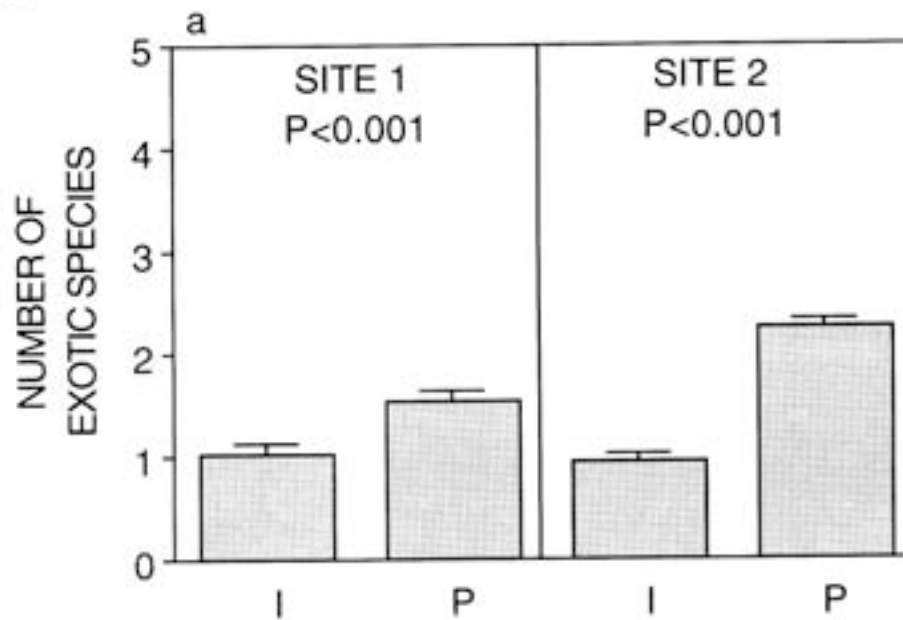 a
SITE 1
P<0.001
SITE 2
P<0.001
NUMBER OF
EXOTIC SPECIES
5
4
3
2
1
0
I
P
I
P